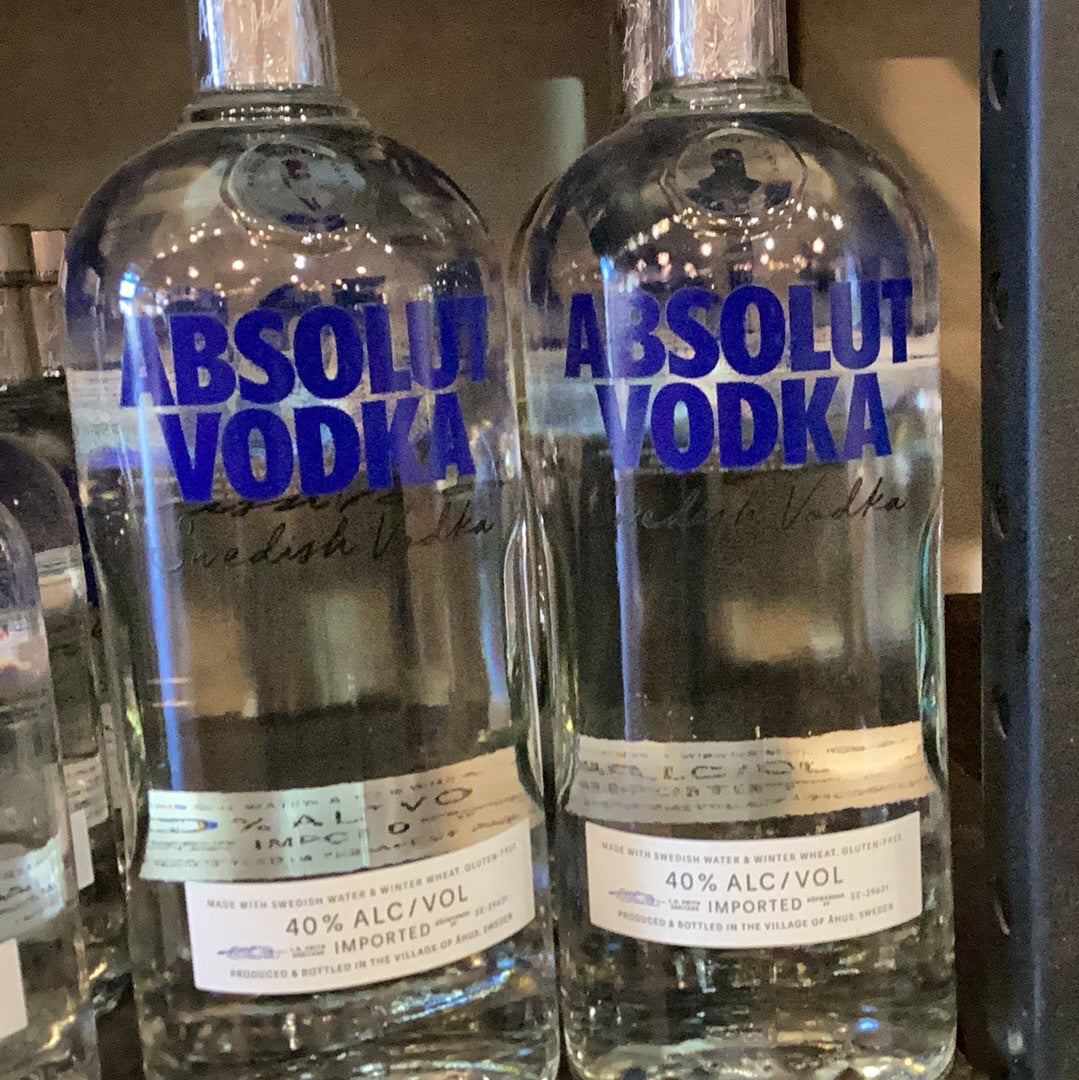 ABSOLUT
VODKA
Swedish Vodka
MADE WITH SWEDISH WATER & WINTER WHEAT. GLUTEN-FREE
40% ALC/VOL
IMPORTED
PRODUCED & BOTTLED IN THE VILLAGE OF ÅHUS, SWEDEN
ABSOLUT
VODKA
Swedish Vodka
MADE WITH SWEDISH WATER & WINTER WHEAT. GLUTEN-FREE
40% ALC/VOL
IMPORTED
PRODUCED & BOTTLED IN THE VILLAGE OF ÅHUS, SWEDEN